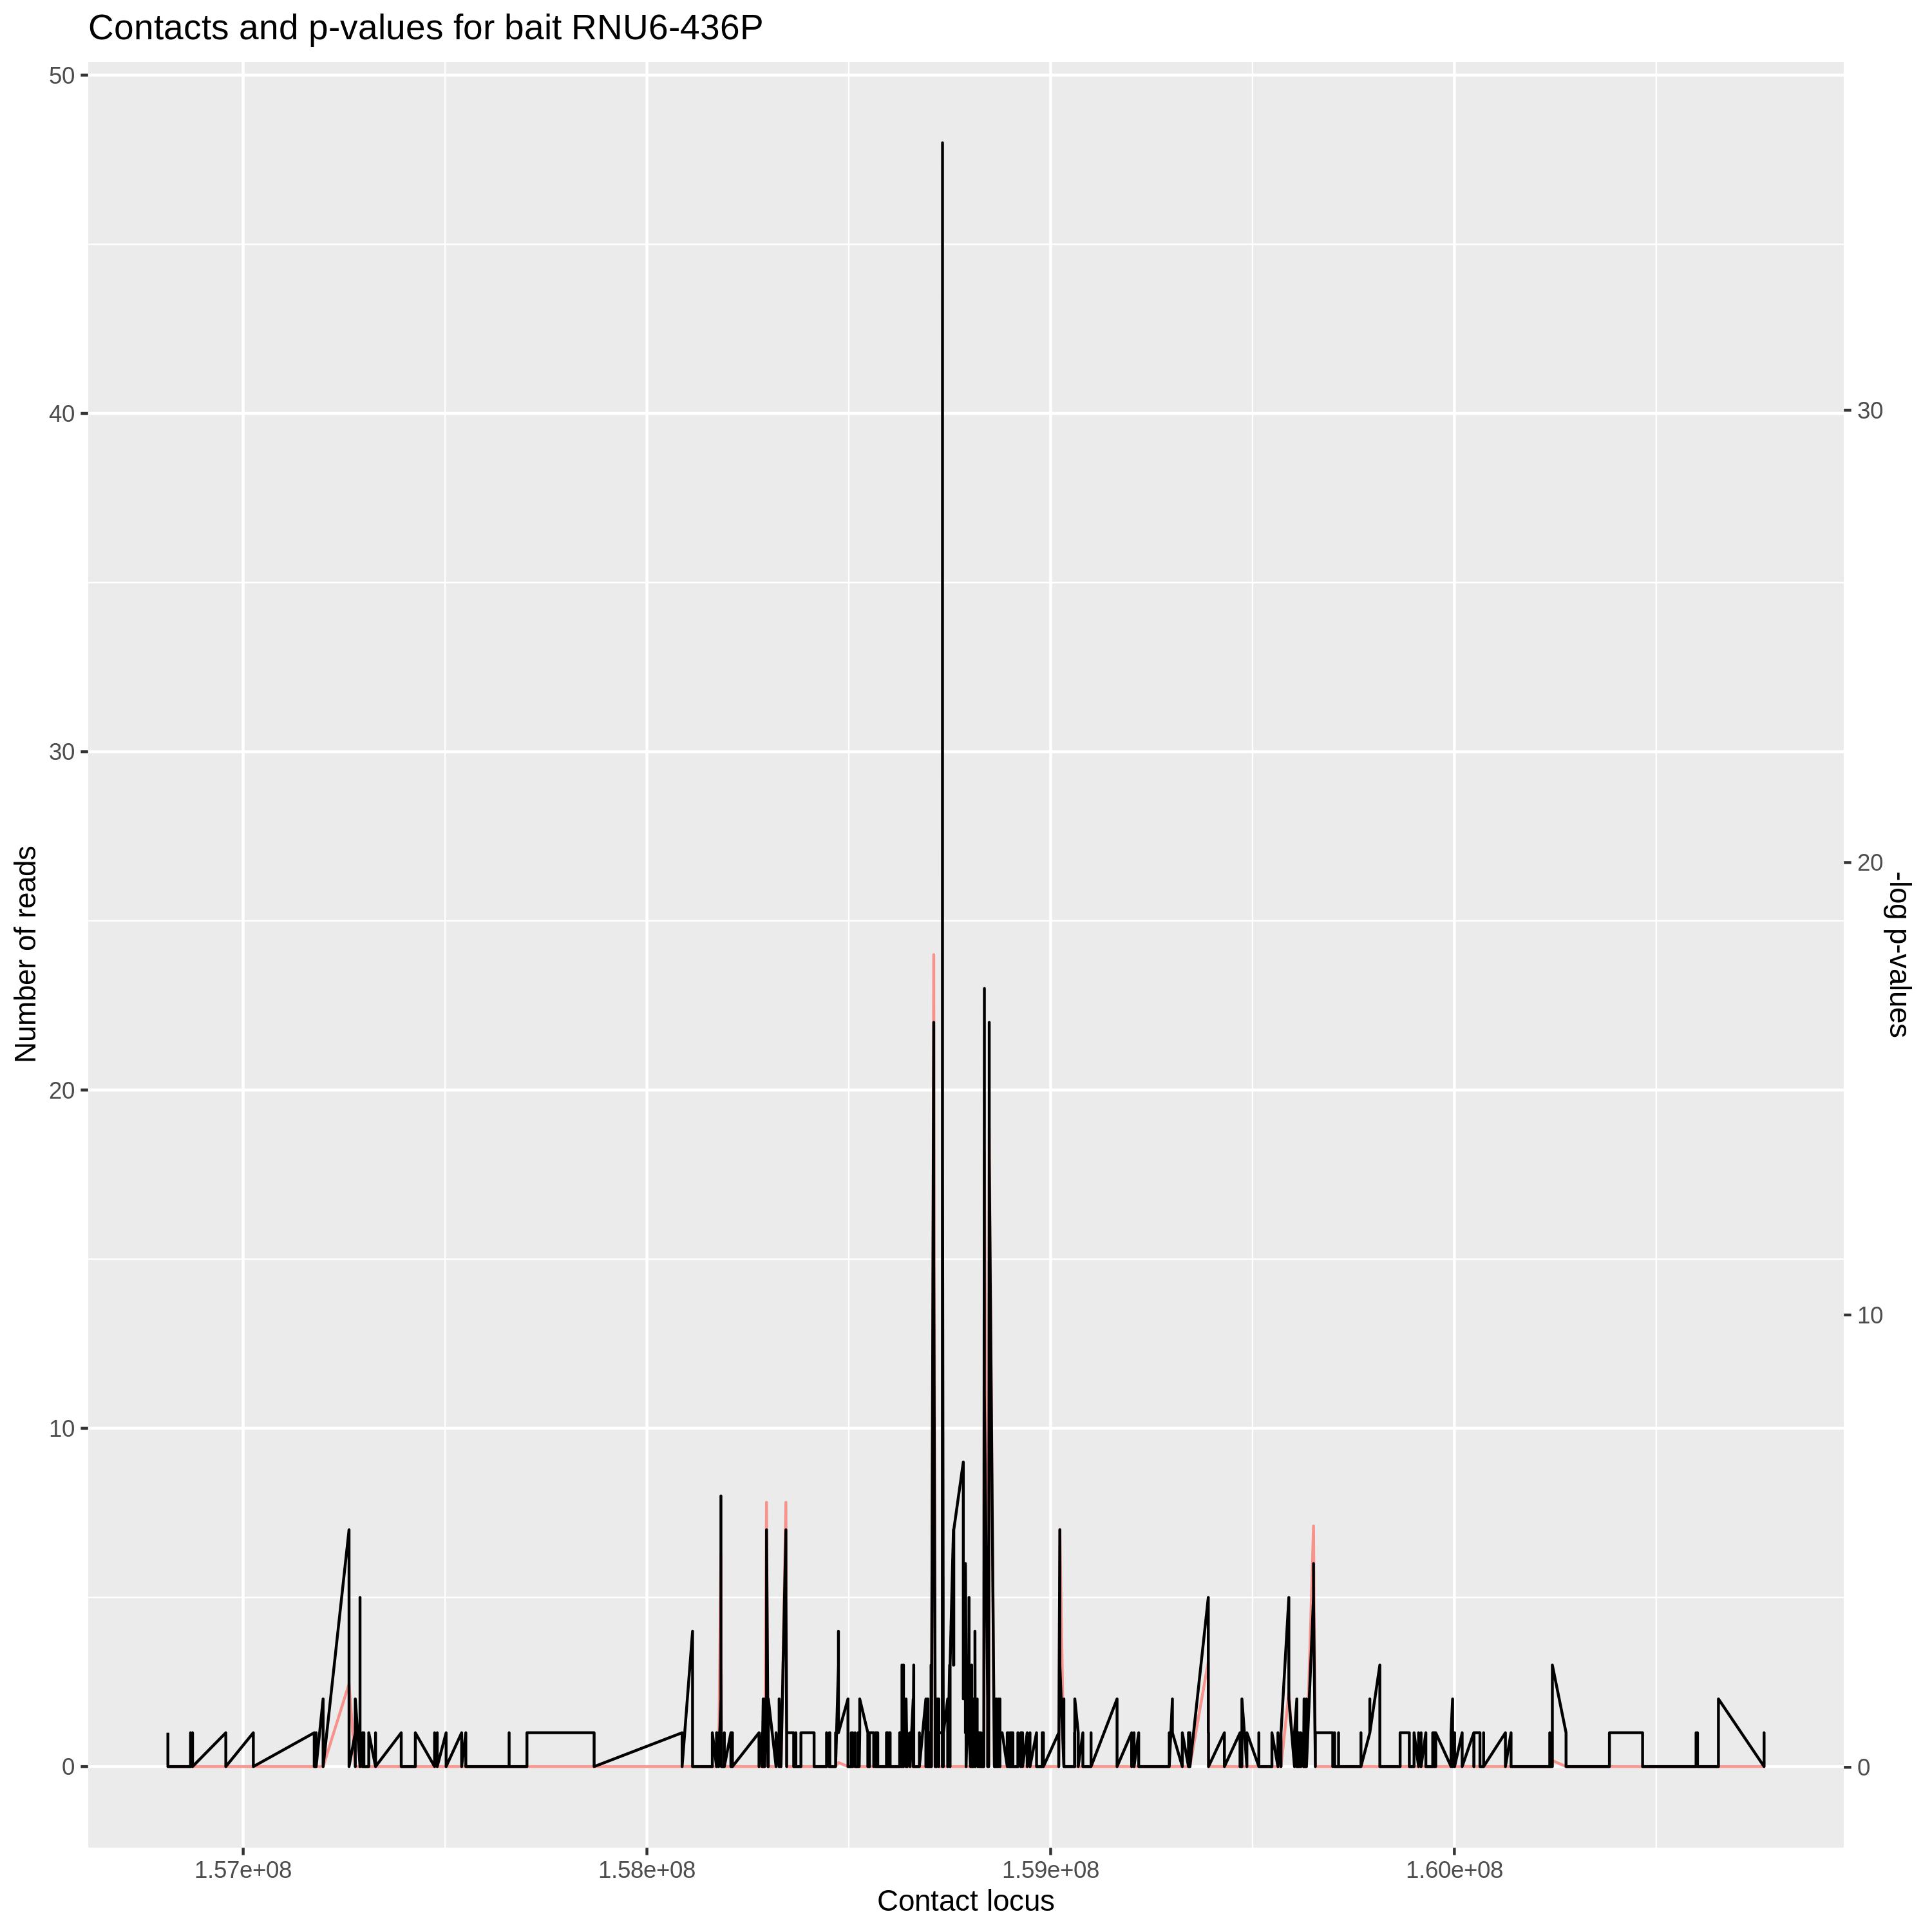 Contacts and p-values for bait RNU6-436P
50
40
30
20
10
0
Number of reads
30
20
10
0
-log p-values
1.57e+08
1.58e+08
1.59e+08
1.60e+08
Contact locus